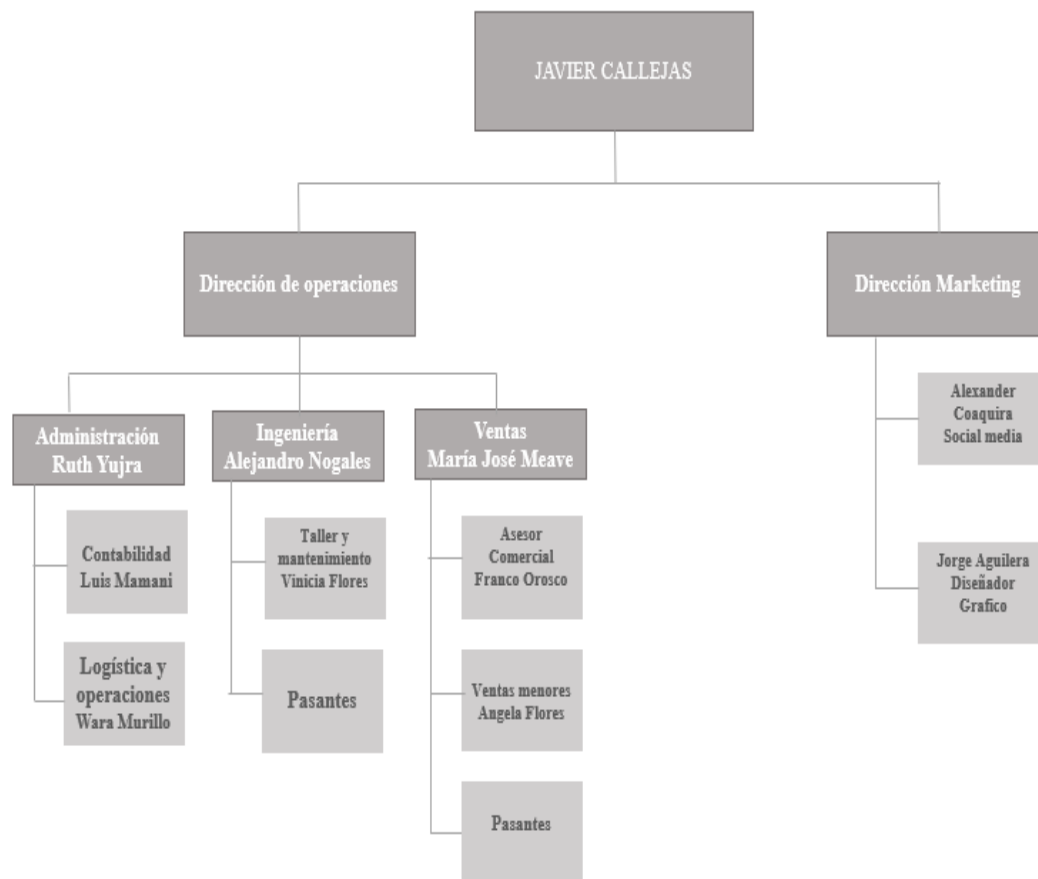 JAVIER CALLEJAS
Dirección de operaciones
Dirección Marketing
Administración
Ruth Yujra
Contabilidad
Luis Mamani
Logística y
operaciones
Wara Murillo
Ingeniería
Alejandro Nogales
Taller y
mantenimiento
Vinicia Flores
Pasantes
Ventas
María José Meave
Asesor
Comercial
Franco Orosco
Ventas menores
Angela Flores
Pasantes
Alexander
Coaquira
Social media
Jorge Aguilera
Diseñador
Grafico